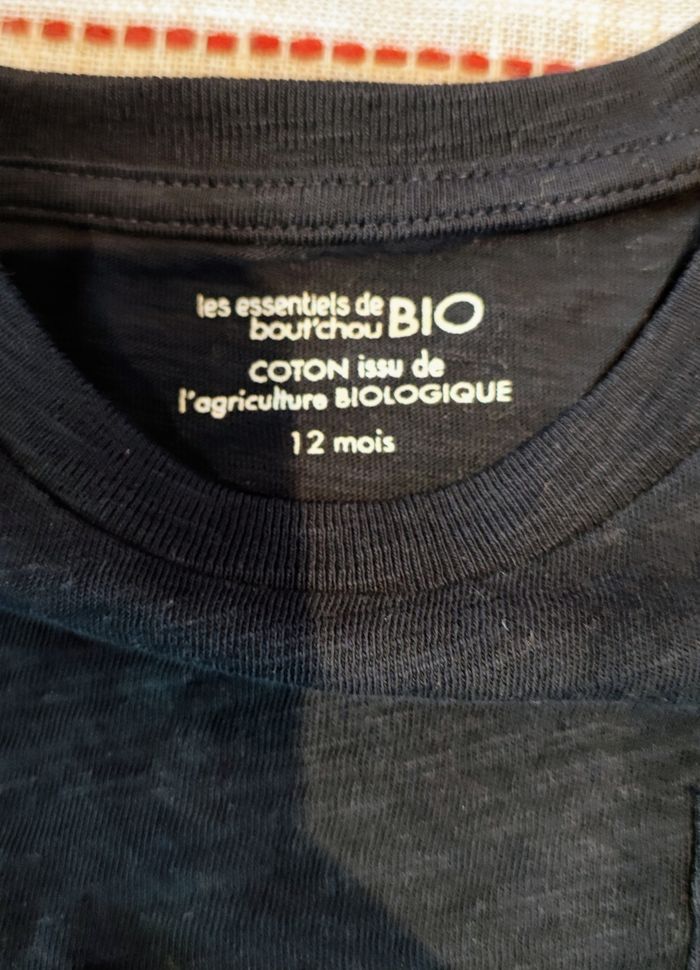 les essentiels de
bout'chou BIO
COTON issu de
l'agriculture BIOLOGIQUE
12 mois